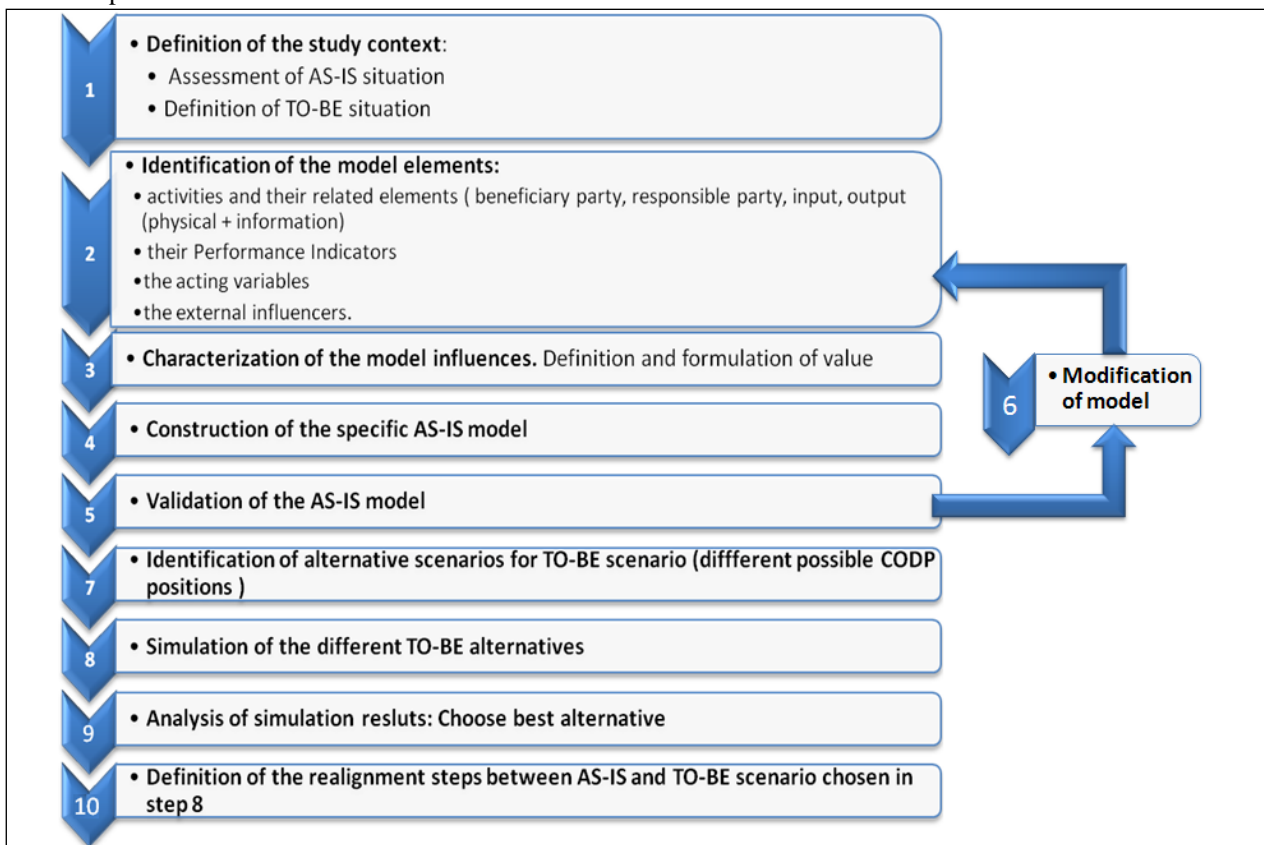 1
• Definition of the study context:
• Assessment of AS-IS situation
• Definition of TO-BE situation
2
• Identification of the model elements:
• activities and their related elements ( beneficiary party, responsible party, input, output
(physical + information)
• their Performance Indicators
•the acting variables
• the external influencers.
3
• Characterization of the model influences. Definition and formulation of value
4
• Construction of the specific AS-IS model
5
• Validation of the AS-IS model
6
• Modification
of model
7
• Identification of alternative scenarios for TO-BE scenario (diffferent possible CODP
positions )
8
• Simulation of the different TO-BE alternatives
9
• Analysis of simulation resluts: Choose best alternative
10
• Definition of the realignment steps between AS-IS and TO-BE scenario chosen in
step 8